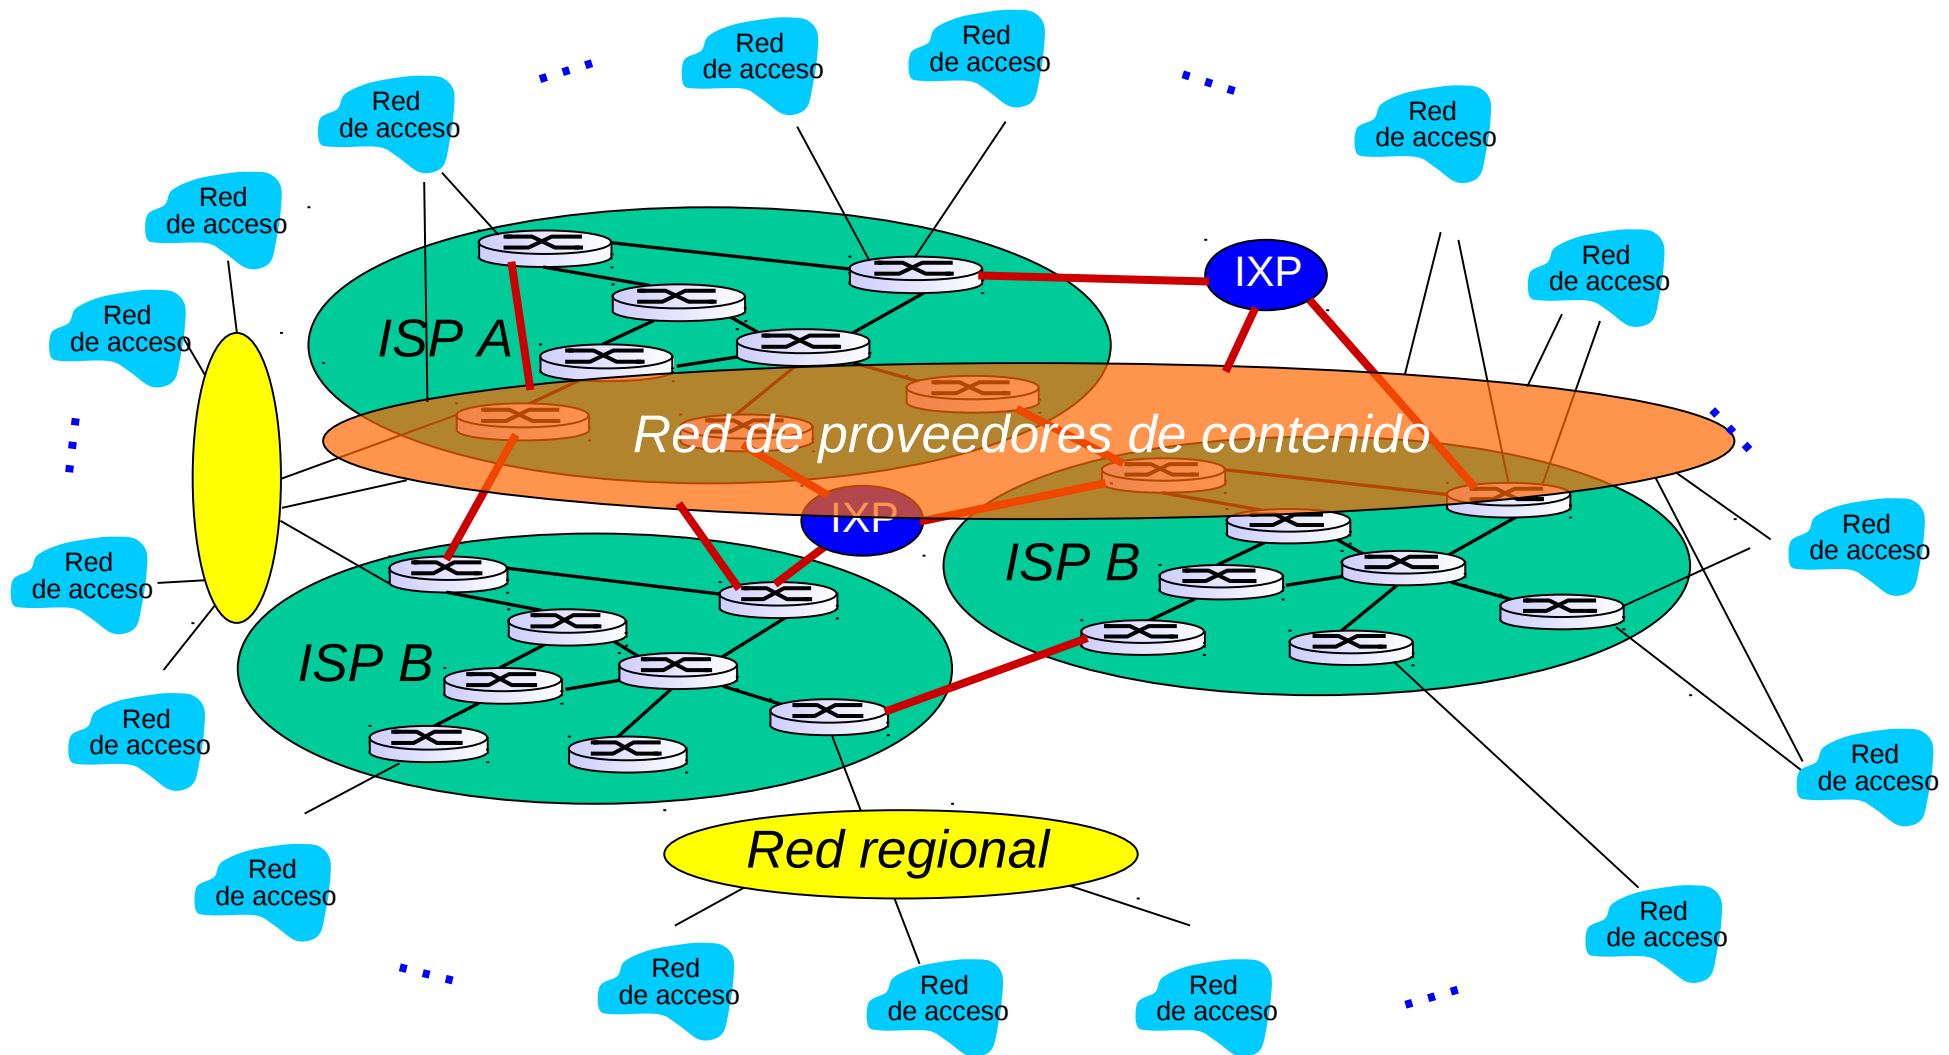 Red
de acceso
Red
de acceso
Red
de acceso
Red
de acceso
Red
de acceso
Red
de acceso
Red
de acceso
IXP
Red
de acceso
ISP A
Red de proveedores de contenido
IXP
Red
de acceso
ISP B
Red
de acceso
ISP B
Red
de acceso
Red
de acceso
Red regional
Red
de acceso
Red
de acceso
Red
de acceso
Red
de acceso
Red
de acceso